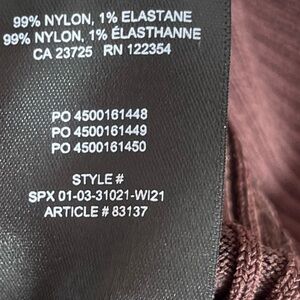 99% NYLON, 1% ELASTANE
99% NYLON, 1% ÉLASTHANNE
CA 23725 RN 122354
PO 4500161448
PO 4500161449
PO 4500161450
STYLE #
SPX 01-03-31021-WI21
ARTICLE # 83137